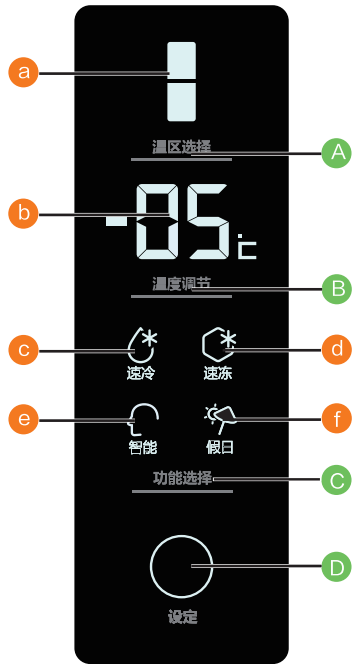 a
温区选择 A
b -05℃
温度调节 B
c d
速冷 速冻
e f
智能 假日
功能选择 C
D
设定